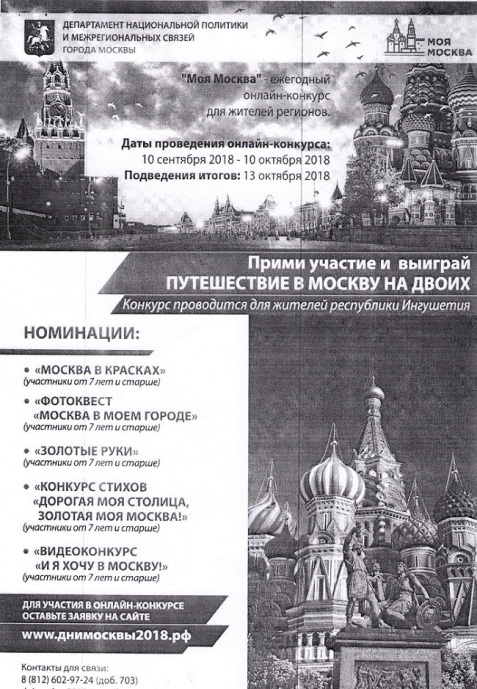 ДЕПАРТАМЕНТ НАЦИОНАЛЬНОЙ ПОЛИТИКИ
И МЕЖРЕГИОНАЛЬНЫХ СВЯЗЕЙ
ГОРОДА МОСКВЫ
МОЯ
МОСКВА
"Моя Москва" - ежегодный
онлайн-конкурс
для жителей регионов.
Даты проведения онлайн-конкурса:
10 сентября 2018 - 10 октября 2018
Подведения итогов: 13 октября 2018
Прими участие и выиграй
ПУТЕШЕСТВИЕ В МОСКВУ НА ДВОИХ
Конкурс проводится для жителей республики Ингушетия
НОМИНАЦИИ:
• «МОСКВА В КРАСКАХ»
(участники от 7 лет и старше)
• «ФОТОКВЕСТ
«МОСКВА В МОЕМ ГОРОДЕ»
(участники от 7 лет и старше)
• «ЗОЛОТЫЕ РУКИ»
(участники от 7 лет и старше)
• «КОНКУРС СТИХОВ
«ДОРОГАЯ МОЯ СТОЛИЦА,
ЗОЛОТАЯ МОЯ МОСКВА!»
(участники от 7 лет и старше)
• «ВИДЕОКОНКУРС
«И Я ХОЧУ В МОСКВУ!»
(участники от 7 лет и старше)
ДЛЯ УЧАСТИЯ В ОНЛАЙН-КОНКУРСЕ
ОСТАВЬТЕ ЗАЯВКУ НА САЙТЕ
www.днимосквы2018.рф
Контакты для связи:
8 (812) 602-97-24 (доб. 703)